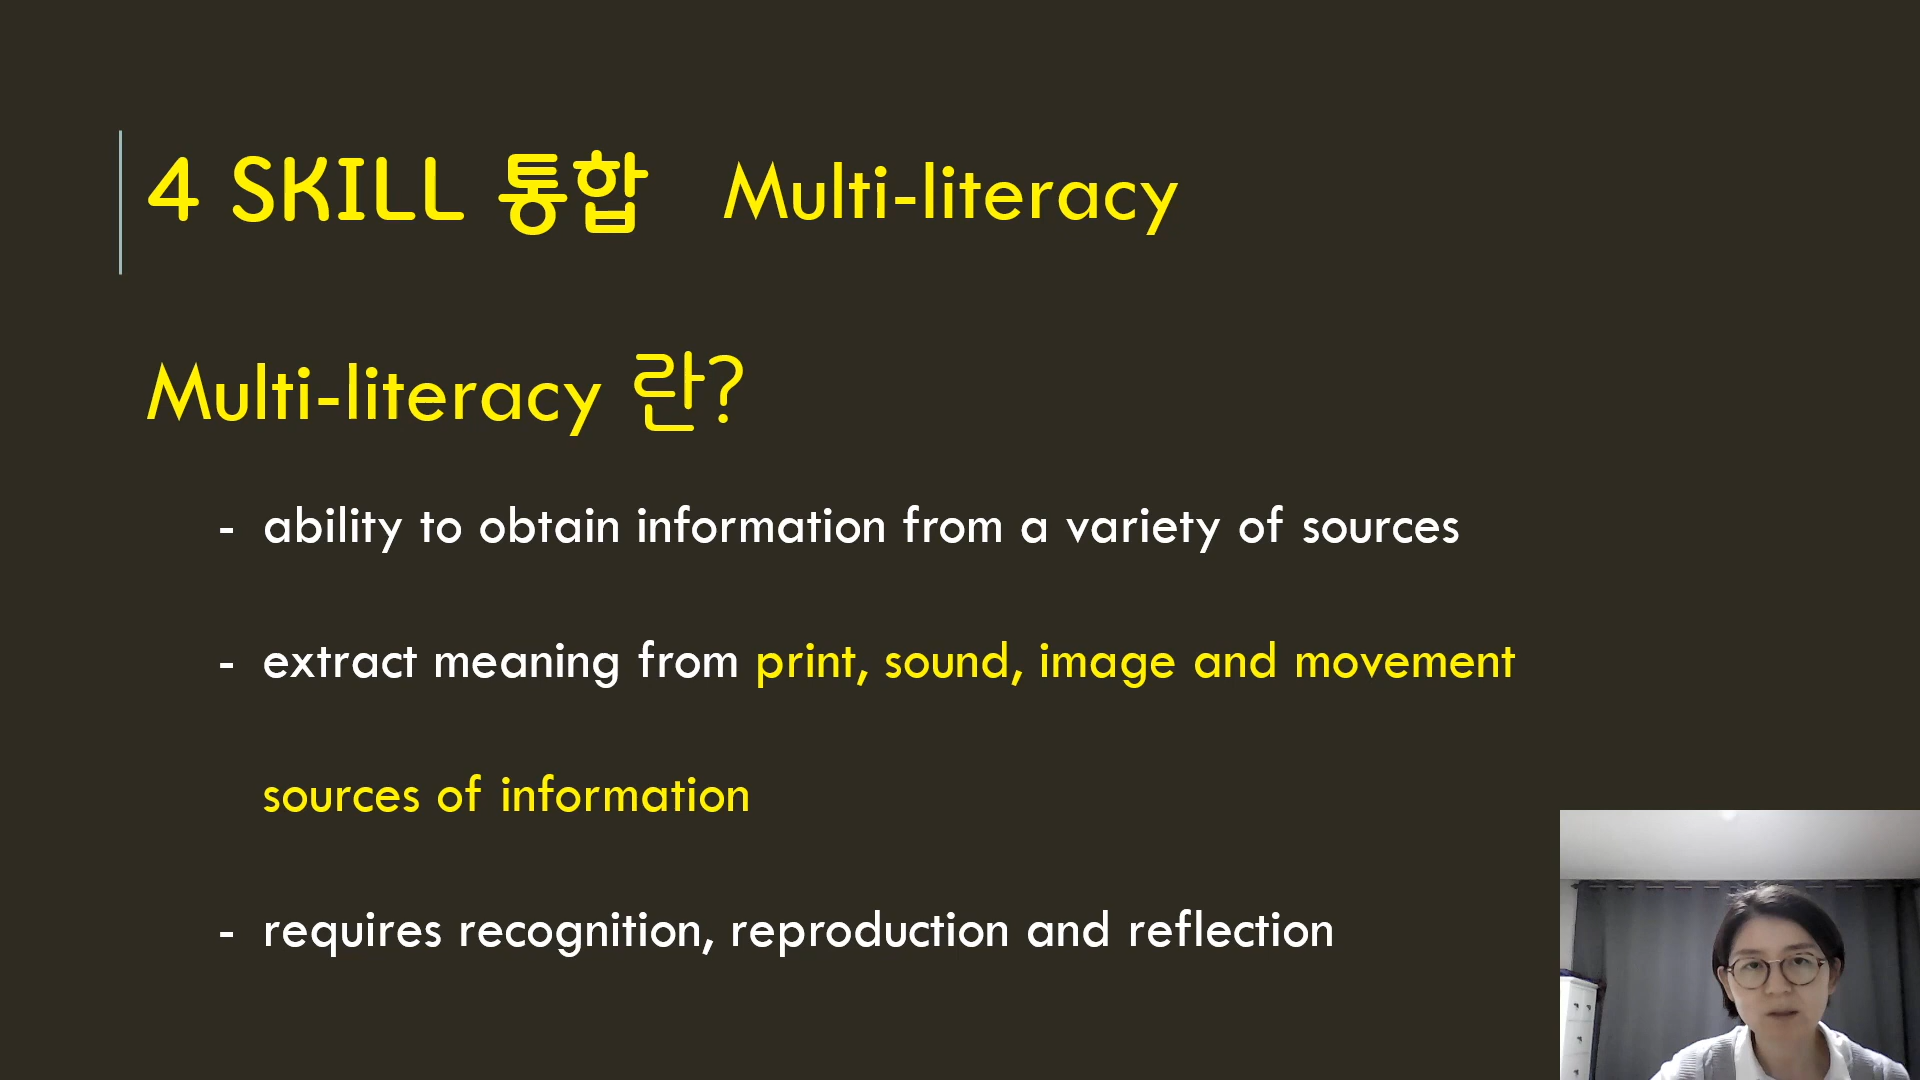 4 SKILL 통합 Multi-literacy
Multi-literacy 란?
- ability to obtain information from a variety of sources
- extract meaning from print, sound, image and movement
sources of information
- requires recognition, reproduction and reflection